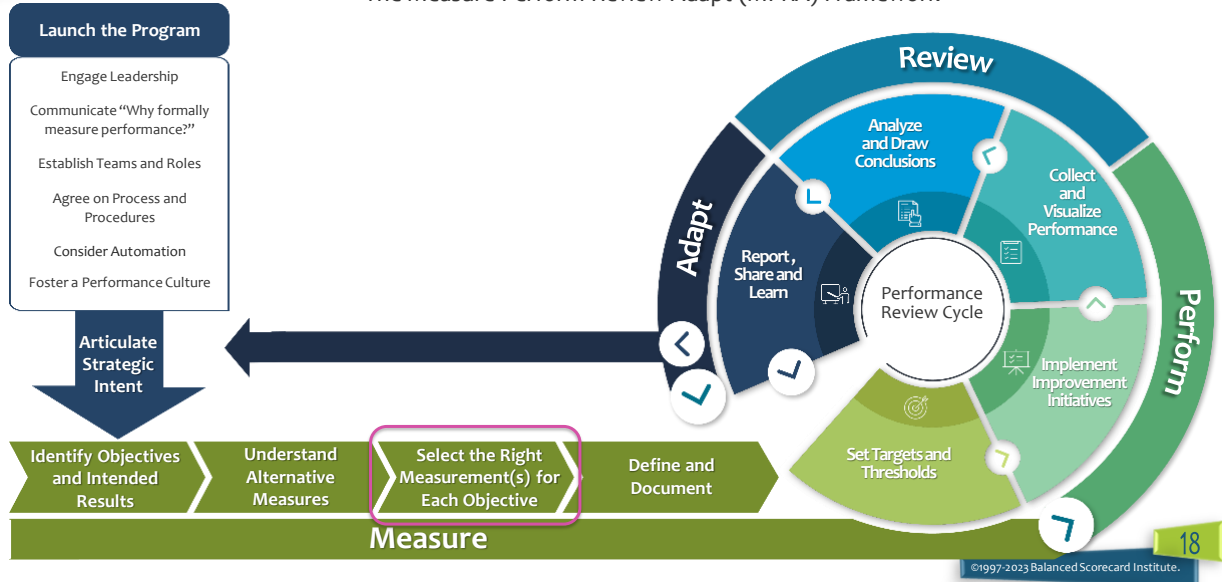 Launch the Program
Engage Leadership
Communicate “Why formally
measure performance?”
Establish Teams and Roles
Agree on Process and
Procedures
Consider Automation
Foster a Performance Culture
Articulate
Strategic
Intent
Identify Objectives
and Intended
Results
Understand
Alternative
Measures
Select the Right
Measurement(s) for
Each Objective
Define and
Document
Measure
Set Targets and
Thresholds
Implement
Improvement
Initiatives
Perform
Collect
and
Visualize
Performance
Review
Analyze
and Draw
Conclusions
Adapt
Report ,
Share and
Learn
Performance
Review Cycle
18
©1997-2023 Balanced Scorecard Institute.